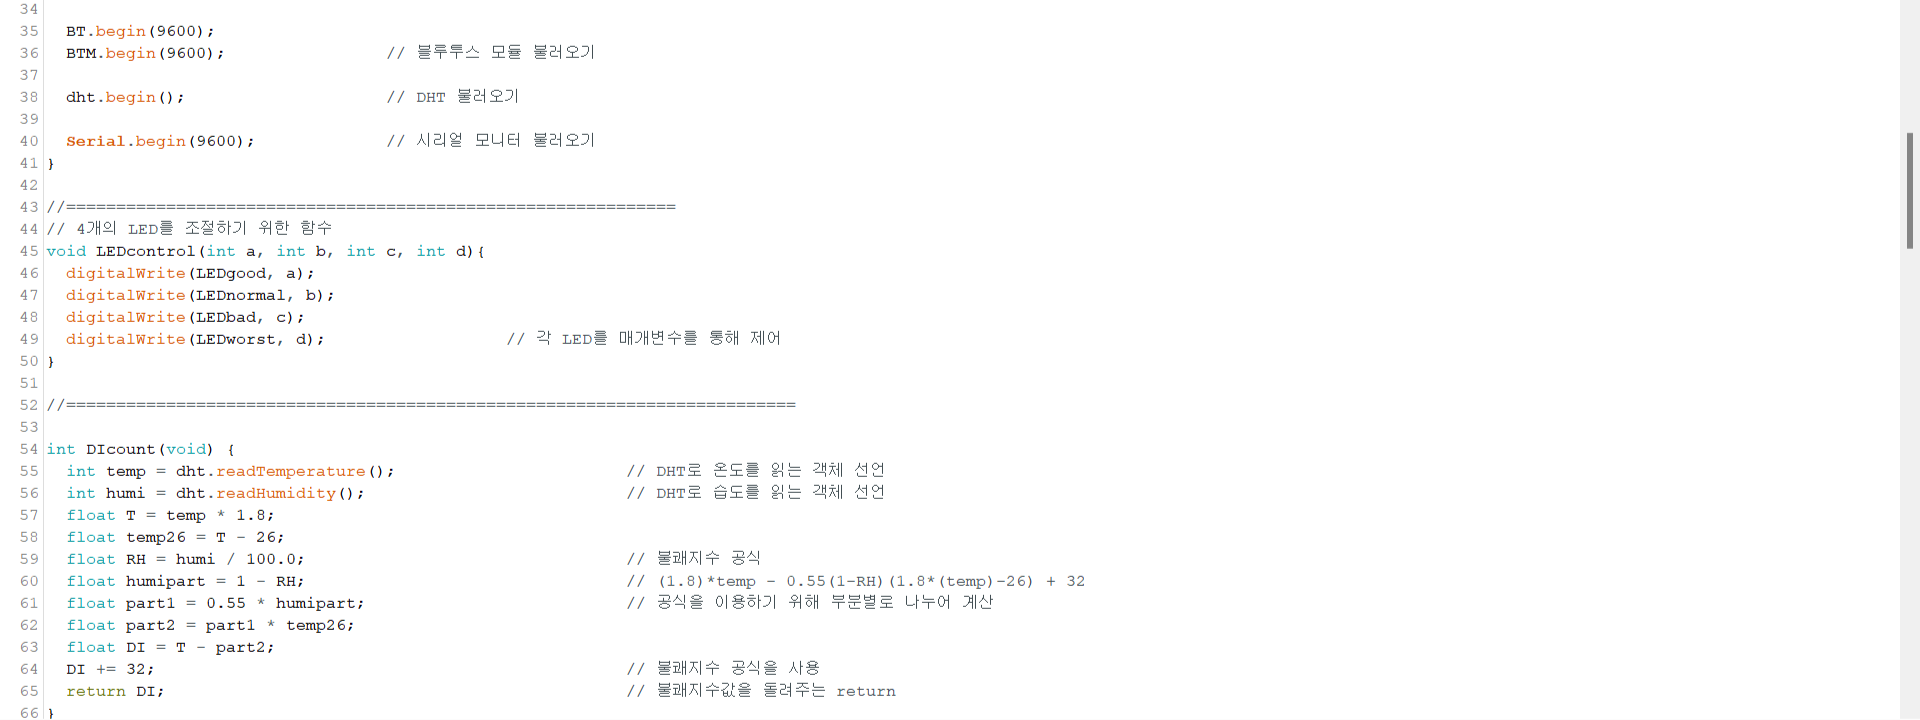 34
35 BT.begin(9600);
36 BTM.begin(9600); // 블루투스 모듈 불러오기
37
38 dht.begin(); // DHT 불러오기
39
40 Serial.begin(9600); // 시리얼 모니터 불러오기
41 }
42
43 //=============================================================
44 // 4개의 LED를 조절하기 위한 함수
45 void LEDcontrol(int a, int b, int c, int d){
46 digitalWrite(LEDgood, a);
47 digitalWrite(LEDnormal, b);
48 digitalWrite(LEDbad, c);
49 digitalWrite(LEDworst, d); // 각 LED를 매개변수를 통해 제어
50 }
51
52 //=========================================================================
53
54 int DIcount(void) {
55 int temp = dht.readTemperature(); // DHT로 온도를 읽는 객체 선언
56 int humi = dht.readHumidity(); // DHT로 습도를 읽는 객체 선언
57 float T = temp * 1.8;
58 float temp26 = T - 26;
59 float RH = humi / 100.0; // 불쾌지수 공식
60 float humipart = 1 - RH; // (1.8)*temp - 0.55(1-RH)(1.8*(temp)-26) + 32
61 float part1 = 0.55 * humipart; // 공식을 이용하기 위해 부분별로 나누어 계산
62 float part2 = part1 * temp26;
63 float DI = T - part2;
64 DI += 32; // 불쾌지수 공식을 사용
65 return DI; // 불쾌지수값을 돌려주는 return
66 }